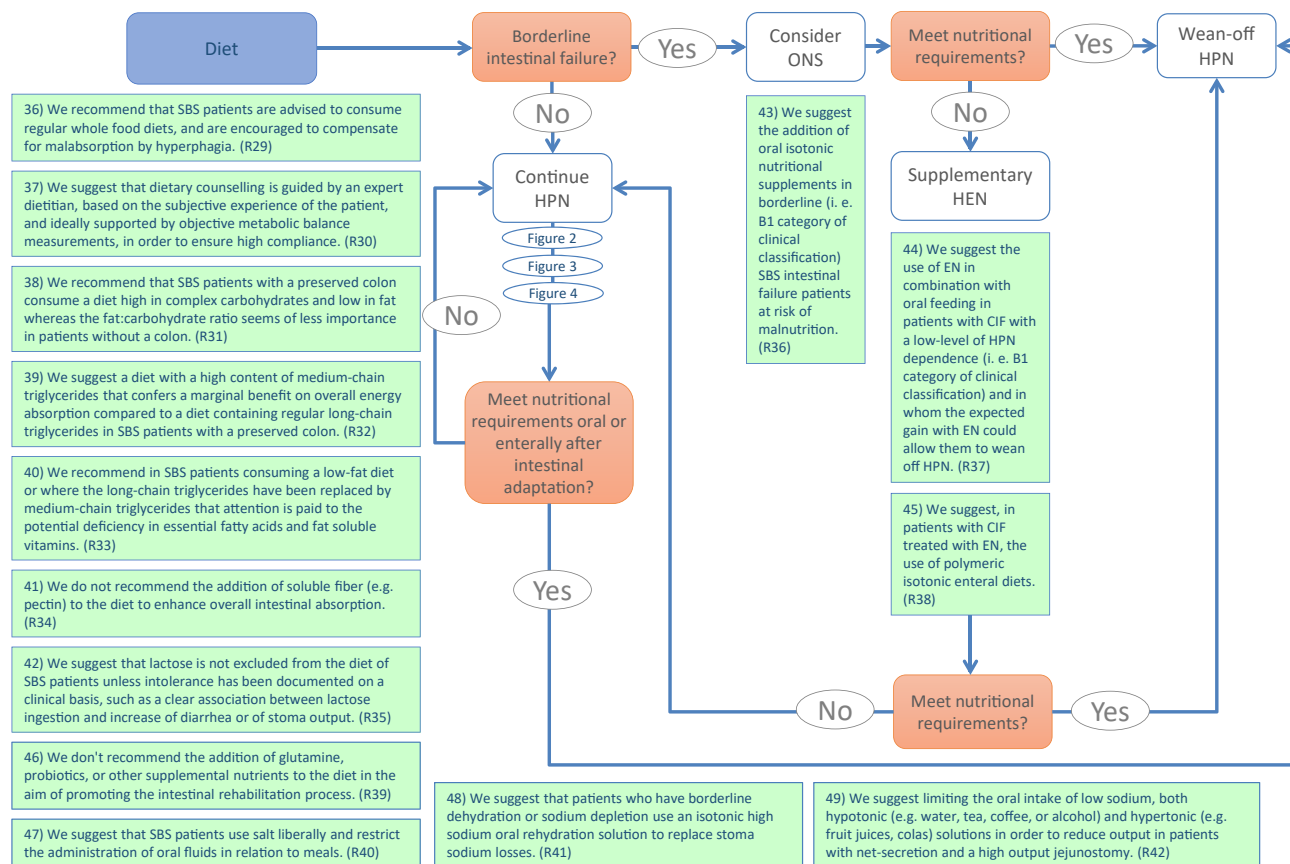 Diet
Borderline
intestinal failure?
Yes
Consider
ONS
Meet nutritional
requirements?
Yes
Wean-off
HPN
36) We recommend that SBS patients are advised to consume
regular whole food diets, and are encouraged to compensate
for malabsorption by hyperphagia. (R29)
37) We suggest that dietary counselling is guided by an expert
dietitian, based on the subjective experience of the patient,
and ideally supported by objective metabolic balance
measurements, in order to ensure high compliance. (R30)
38) We recommend that SBS patients with a preserved colon
consume a diet high in complex carbohydrates and low in fat
whereas the fat:carbohydrate ratio seems of less importance
in patients without a colon. (R31)
39) We suggest a diet with a high content of medium-chain
triglycerides that confers a marginal benefit on overall energy
absorption compared to a diet containing regular long-chain
triglycerides in SBS patients with a preserved colon. (R32)
40) We recommend in SBS patients consuming a low-fat diet
or where the long-chain triglycerides have been replaced by
medium-chain triglycerides that attention is paid to the
potential deficiency in essential fatty acids and fat soluble
vitamins. (R33)
41) We do not recommend the addition of soluble fiber (e.g.
pectin) to the diet to enhance overall intestinal absorption.
(R34)
42) We suggest that lactose is not excluded from the diet of
SBS patients unless intolerance has been documented on a
clinical basis, such as a clear association between lactose
ingestion and increase of diarrhea or of stoma output. (R35)
46) We don't recommend the addition of glutamine,
probiotics, or other supplemental nutrients to the diet in the
aim of promoting the intestinal rehabilitation process. (R39)
47) We suggest that SBS patients use salt liberally and restrict
the administration of oral fluids in relation to meals. (R40)
No
Continue
HPN
Figure 2
Figure 3
Figure 4
No
Meet nutritional
requirements oral or
enterally after
intestinal
adaptation?
Yes
43) We suggest
the addition of
oral isotonic
nutritional
supplements in
borderline (i. e.
B1 category of
clinical
classification)
SBS intestinal
failure patients
at risk of
malnutrition.
(R36)
No
Supplementary
HEN
44) We suggest the
use of EN in
combination with
oral feeding in
patients with CIF with
a low-level of HPN
dependence (i. e. B1
category of clinical
classification) and in
whom the expected
gain with EN could
allow them to wean
off HPN. (R37)
45) We suggest, in
patients with CIF
treated with EN, the
use of polymeric
isotonic enteral diets.
(R38)
No
Meet nutritional
requirements?
Yes
48) We suggest that patients who have borderline
dehydration or sodium depletion use an isotonic high
sodium oral rehydration solution to replace stoma
sodium losses. (R41)
49) We suggest limiting the oral intake of low sodium, both
hypotonic (e.g. water, tea, coffee, or alcohol) and hypertonic (e.g.
fruit juices, colas) solutions in order to reduce output in patients
with net-secretion and a high output jejunostomy. (R42)